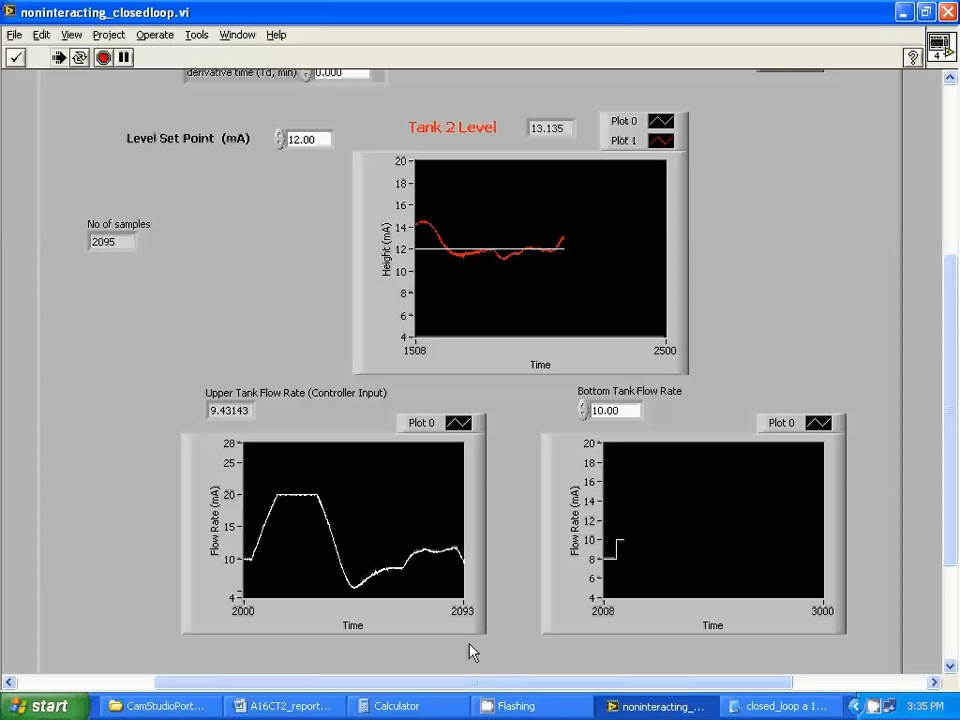 noninteracting_closedloop.vi
File Edit View Project Operate Tools Window Help
4
derivative time (Td, min) 0.000
Level Set Point (mA) 12.00
Tank 2 Level 13.135
Plot 0
Plot 1
No of samples
2095
20
18
16
14
12
10
8
6
4
Height (mA)
1508 2500
Time
Upper Tank Flow Rate (Controller Input)
9.43143
Plot 0
28
25
20
15
10
4
Flow Rate (mA)
2000 2093
Time
Bottom Tank Flow Rate
10.00
Plot 0
20
18
16
14
12
10
8
6
4
Flow Rate (mA)
2008 3000
Time
start CamStudioPort... A16CT2_report... Calculator Flashing noninteracting_... closed_loop a 1... 3:35 PM